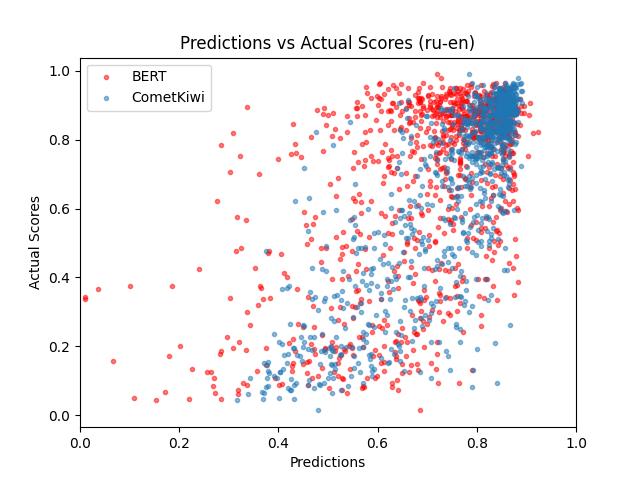 Predictions vs Actual Scores (ru-en)
BERT
CometKiwi
1.0
0.8
0.6
0.4
0.2
0.0
Actual Scores
0.0 0.2 0.4 0.6 0.8 1.0
Predictions